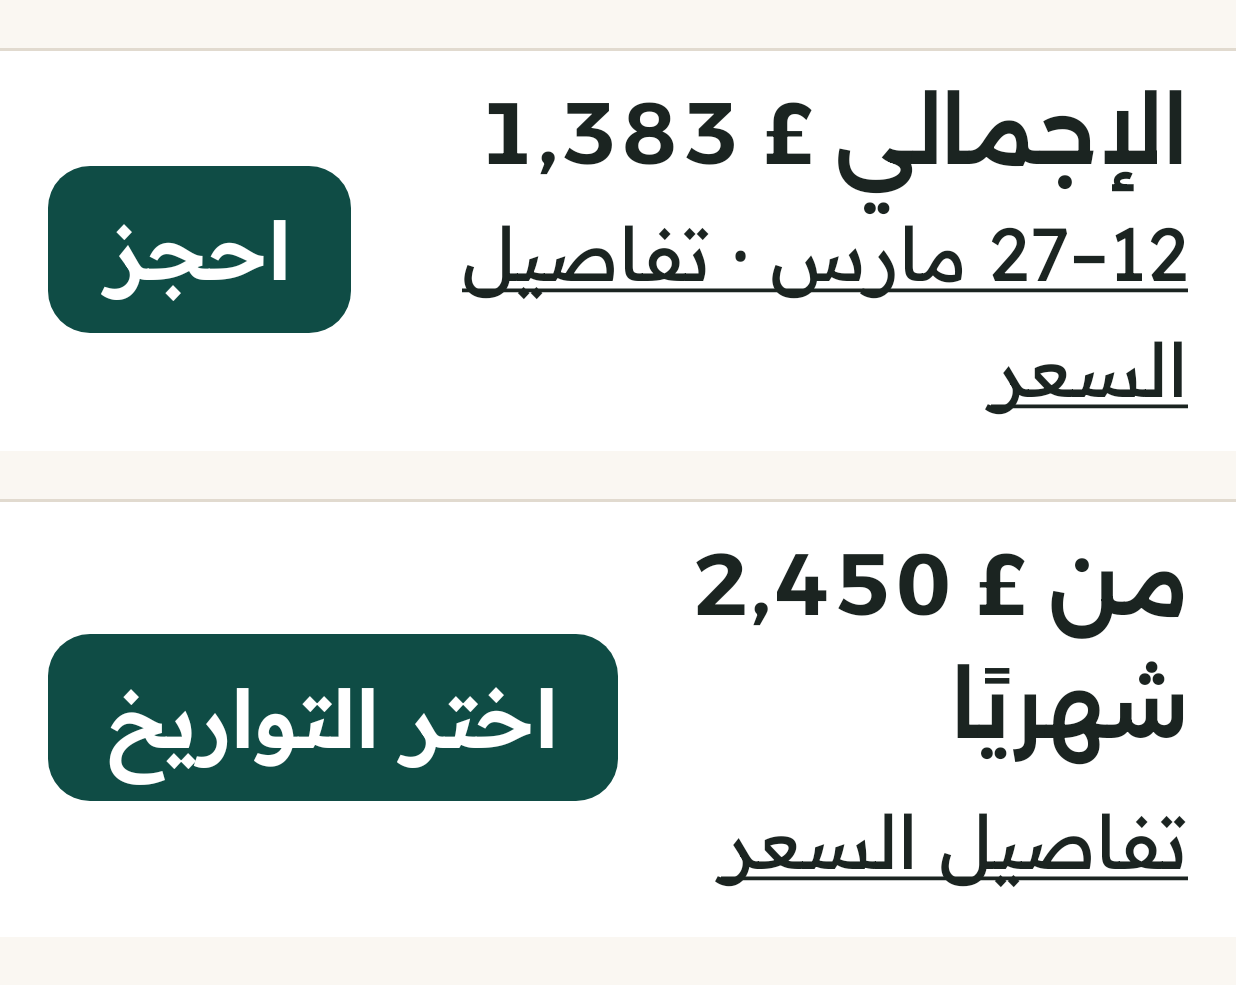 الإجمالي £ 1,383
12–27 مارس · تفاصيل
السعر
احجز
من £ 2,450
شهريًا
تفاصيل السعر
اختر التواريخ